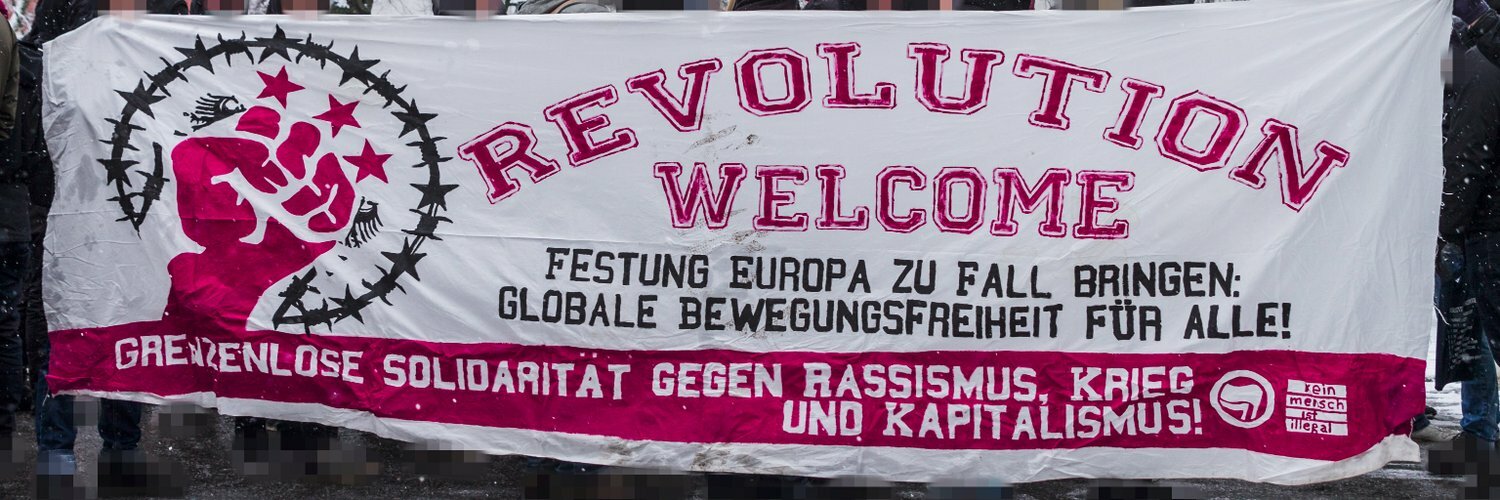 REVOLUTION
WELCOME
FESTUNG EUROPA ZU FALL BRINGEN:
GLOBALE BEWEGUNGSFREIHEIT FÜR ALLE!
GRENZENLOSE SOLIDARITÄT GEGEN RASSISMUS, KRIEG
UND KAPITALISMUS!
kein
mensch
ist
illegal